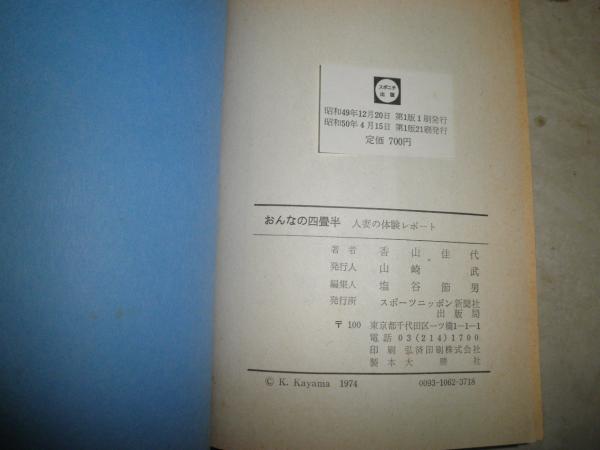 スポニチ
出版
昭和49年12月20日 第1版1刷発行
昭和50年4月15日 第1版21刷発行
定価 700円
おんなの四畳半 人妻の体験レポート
著者 香山佳代
発行人 山崎武
編集人 塩谷節男
発行所 スポーツニッポン新聞社
出版局
〒100 東京都千代田区一ツ橋1—1—1
電話 03(214)1700
印刷 弘済印刷株式会社
製本 大勝社
© K. Kayama 1974 0093-1062-3718